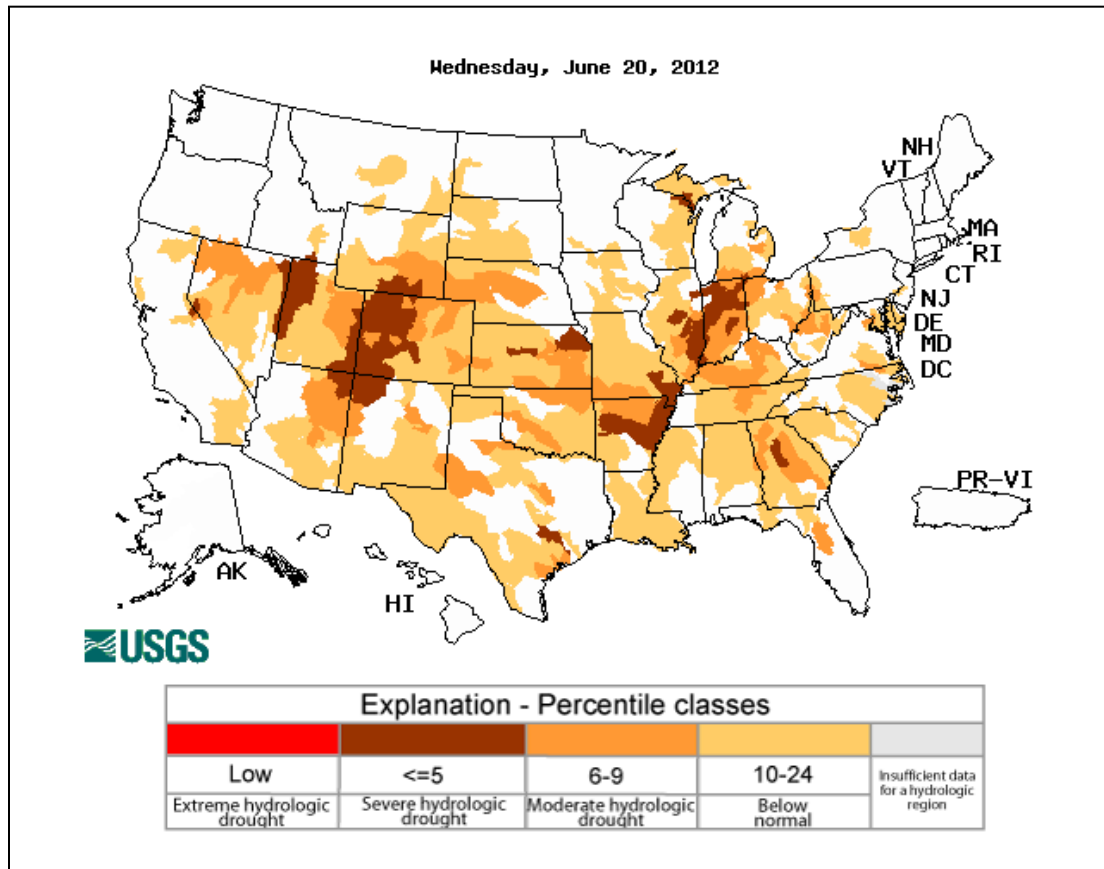 Wednesday, June 20, 2012
NH
VT
MA
RI
CT
NJ
DE
MD
DC
PR-VI
AK
HI
USGS
Explanation - Percentile classes
Low <=5 6-9 10-24 Insufficient data
for a hydrologic
region
Extreme hydrologic Severe hydrologic Moderate hydrologic Below
drought drought drought normal